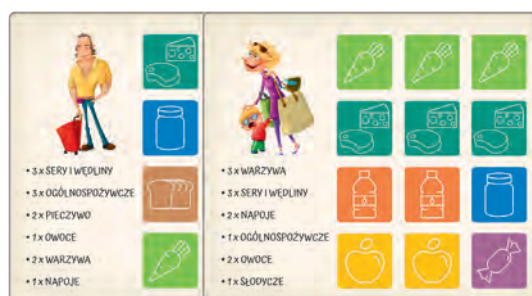 • 3 x SERY I WĘDLINY
• 3 x OGÓLNOSPOŻYWCZE
• 2 x PIECZYWO
• 1 x OWOCE
• 2 x WARZYWA
• 1 x NAPOJE
• 3 x WARZYWA
• 3 x SERY I WĘDLINY
• 2 x NAPOJE
• 1 x OGÓLNOSPOŻYWCZE
• 2 x OWOCE
• 1 x SŁODYCZE